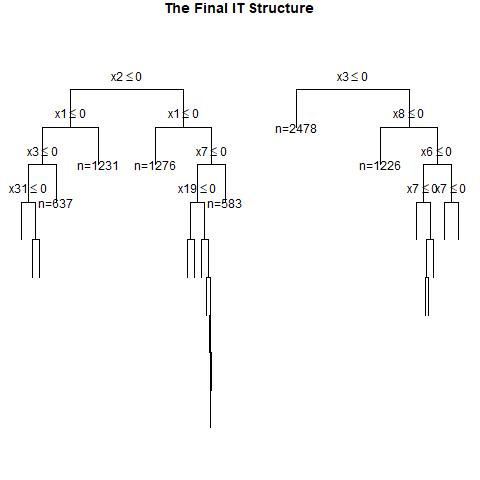 The Final IT Structure
x2 ≤ 0
x3 ≤ 0
x1 ≤ 0
x1 ≤ 0
x8 ≤ 0
n=2478
x3 ≤ 0
n=1231
n=1276
x7 ≤ 0
n=1226
x6 ≤ 0
x31 ≤ 0
n=637
x19 ≤ 0
n=583
x7 ≤ 0
x7 ≤ 0